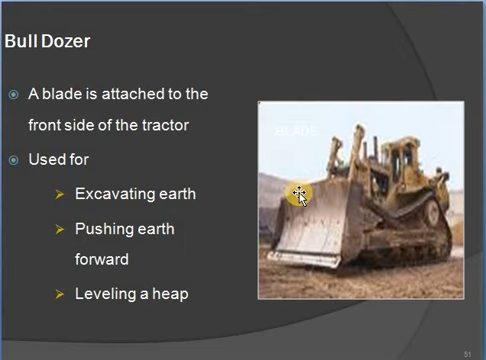 Bull Dozer
A blade is attached to the
front side of the tractor
Used for
Excavating earth
Pushing earth
forward
Leveling a heap
BLADE
51